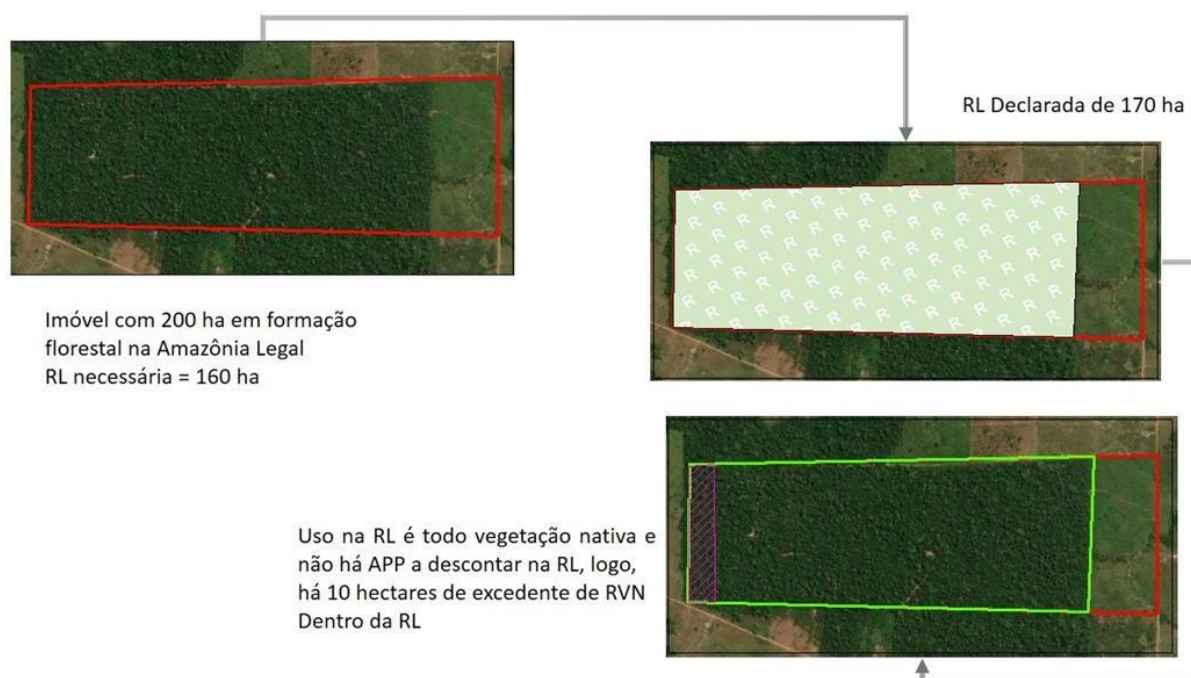 RL Declarada de 170 ha
Imóvel com 200 ha em formação
florestal na Amazônia Legal
RL necessária = 160 ha
Uso na RL é todo vegetação nativa e
não há APP a descontar na RL, logo,
há 10 hectares de excedente de RVN
Dentro da RL